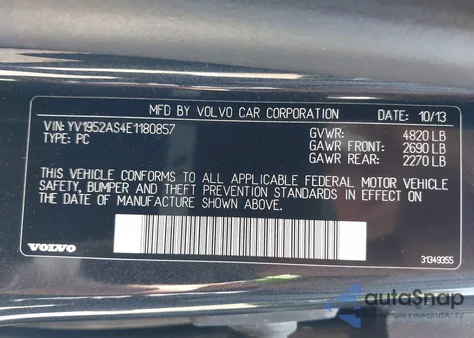 MFD BY VOLVO CAR CORPORATION DATE: 10/13
VIN: YV1952AS4E1180857 GVWR: 4820 LB
TYPE: PC GAWR FRONT: 2690 LB
GAWR REAR: 2270 LB
THIS VEHICLE CONFORMS TO ALL APPLICABLE FEDERAL MOTOR VEHICLE
SAFETY, BUMPER AND THEFT PREVENTION STANDARDS IN EFFECT ON
THE DATE OF MANUFACTURE SHOWN ABOVE.
VOLVO 31349355
autoSnap